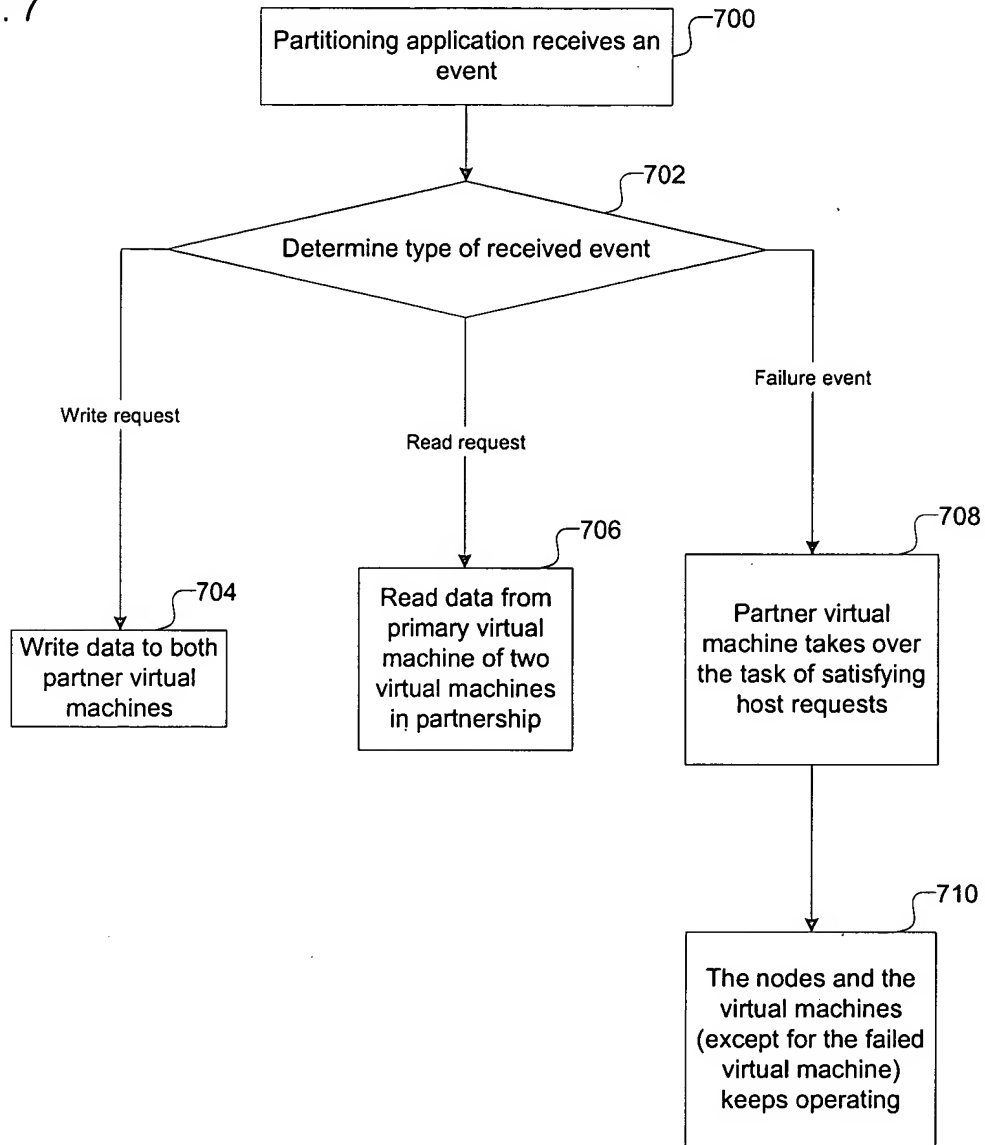 . 7
700
Partitioning application receives an
event
702
Determine type of received event
Write request
Read request
Failure event
704
Write data to both
partner virtual
machines
706
Read data from
primary virtual
machine of two
virtual machines
in partnership
708
Partner virtual
machine takes over
the task of satisfying
host requests
710
The nodes and the
virtual machines
(except for the failed
virtual machine)
keeps operating